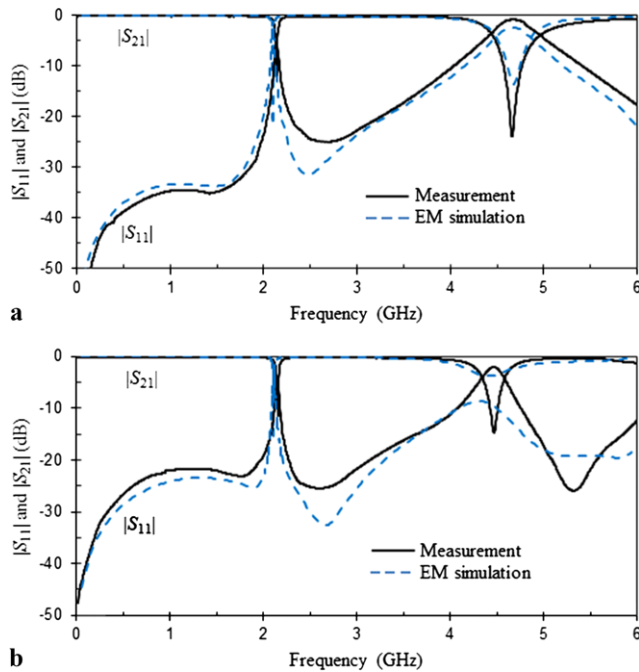 |S11| and |S21| (dB)
0
-10
-20
-30
-40
-50
|S21|
|S11|
Measurement
EM simulation
0 1 2 3 4 5 6
Frequency (GHz)
a
|S11| and |S21| (dB)
0
-10
-20
-30
-40
-50
|S21|
|S11|
Measurement
EM simulation
0 1 2 3 4 5 6
Frequency (GHz)
b